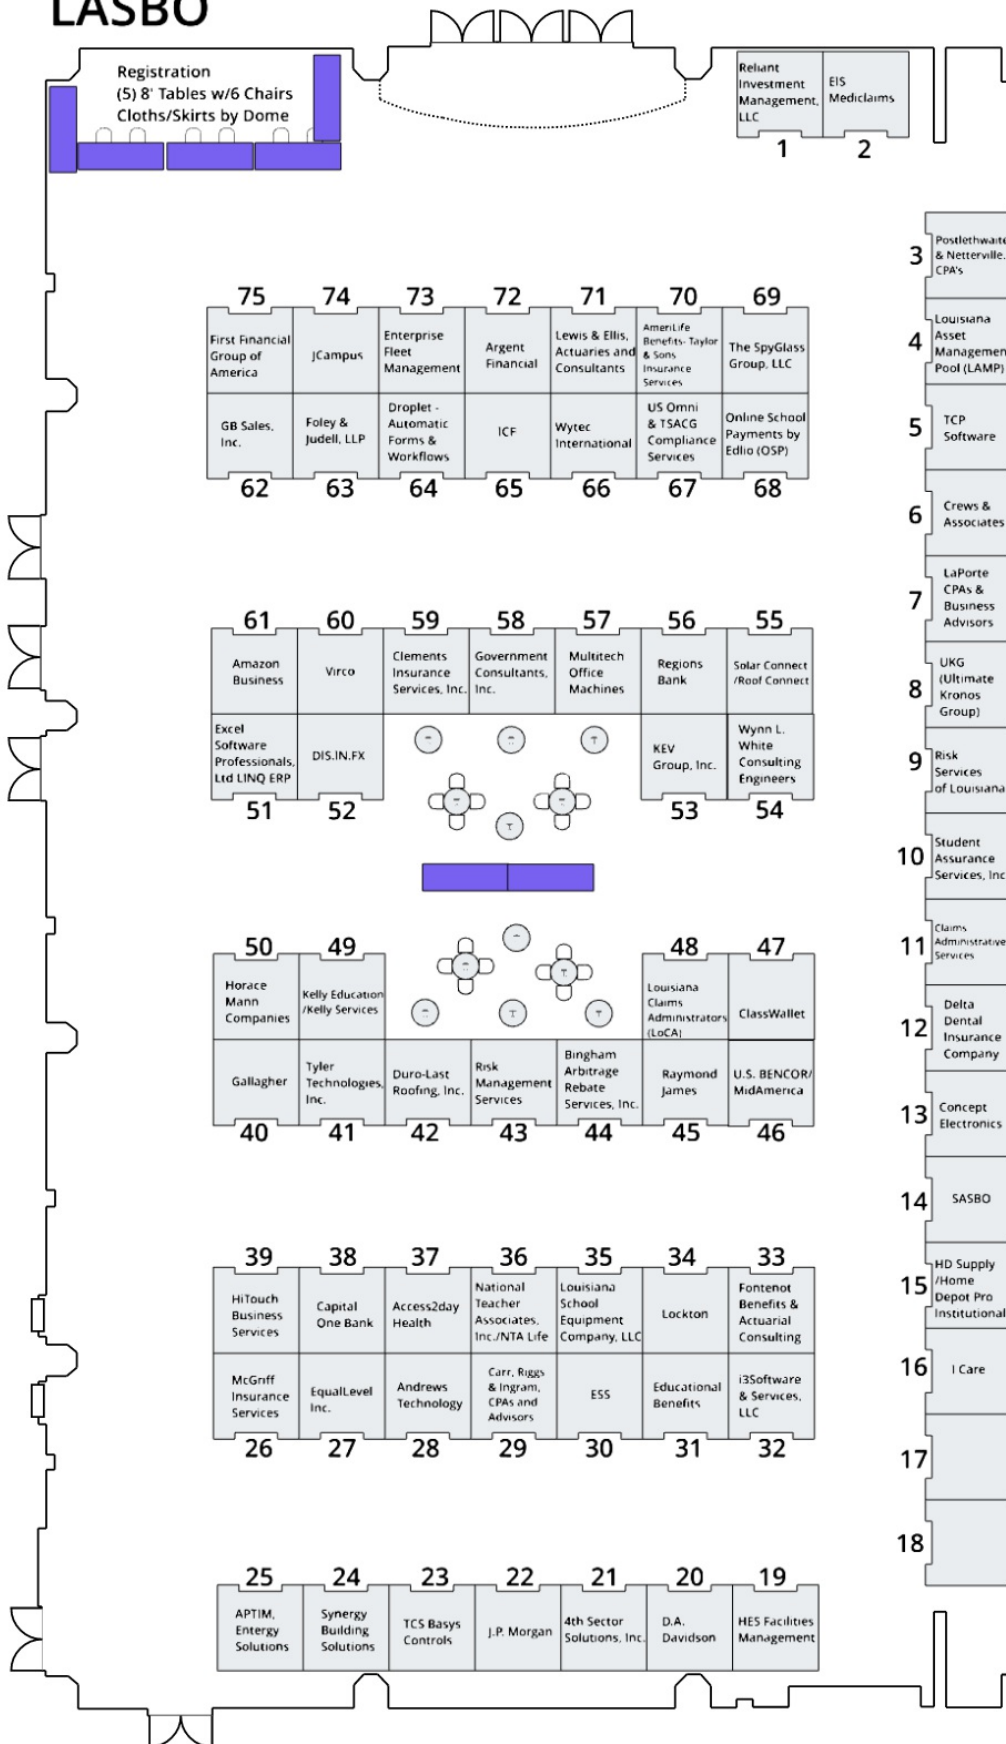 LASBO
Registration
(5) 8' Tables w/6 Chairs
Cloths/Skirts by Dome
Reliant
Investment
Management,
LLC
1
EIS
Mediclaims
2
3
Postlethwaite
& Netterville.
CPA's
4
Louisiana
Asset
Managemen
Pool (LAMP)
5
TCP
Software
6
Crews &
Associates
7
LaPorte
CPAs &
Business
Advisors
8
UKG
(Ultimate
Kronos
Group)
9
Risk
Services
of Louisiana
10
Student
Assurance
Services, Inc
11
Claims
Administrative
Services
12
Delta
Dental
Insurance
Company
13
Concept
Electronics
14
SASBO
15
HD Supply
/Home
Depot Pro
Institutional
16
I Care
17
18
75
First Financial
Group of
America
74
JCampus
73
Enterprise
Fleet
Management
72
Argent
Financial
71
Lewis & Ellis,
Actuaries and
Consultants
70
AmeriLife
Benefits- Taylor
& Sons
Insurance
Services
69
The SpyGlass
Group, LLC
GB Sales,
Inc.
62
Foley &
Judell, LLP
63
Droplet -
Automatic
Forms &
Workflows
64
ICF
65
Wytec
International
66
US Omni
& TSACG
Compliance
Services
67
Online School
Payments by
Edlio (OSP)
68
61
Amazon
Business
60
Virco
59
Clements
Insurance
Services, Inc.
58
Government
Consultants,
Inc.
57
Multitech
Office
Machines
56
Regions
Bank
55
Solar Connect
/Roof Connect
Excel
Software
Professionals,
Ltd LINQ ERP
51
DIS.IN.FX
52
KEV
Group, Inc.
53
Wynn L.
White
Consulting
Engineers
54
50
Horace
Mann
Companies
49
Kelly Education
/Kelly Services
48
Louisiana
Claims
Administrators
(LoCA)
47
ClassWallet
Gallagher
40
Tyler
Technologies,
Inc.
41
Duro-Last
Roofing, Inc.
42
Risk
Management
Services
43
Bingham
Arbitrage
Rebate
Services, Inc.
44
Raymond
James
45
U.S. BENCOR/
MidAmerica
46
39
HiTouch
Business
Services
38
Capital
One Bank
37
Access2day
Health
36
National
Teacher
Associates,
Inc./NTA Life
35
Louisiana
School
Equipment
Company, LLC
34
Lockton
33
Fontenot
Benefits &
Actuarial
Consulting
McGriff
Insurance
Services
26
EqualLevel
Inc.
27
Andrews
Technology
28
Carr, Riggs
& Ingram,
CPAs and
Advisors
29
ESS
30
Educational
Benefits
31
i3Software
& Services,
LLC
32
25
APTIM,
Entergy
Solutions
24
Synergy
Building
Solutions
23
TCS Basys
Controls
22
J.P. Morgan
21
4th Sector
Solutions, Inc.
20
D.A.
Davidson
19
HES Facilities
Management